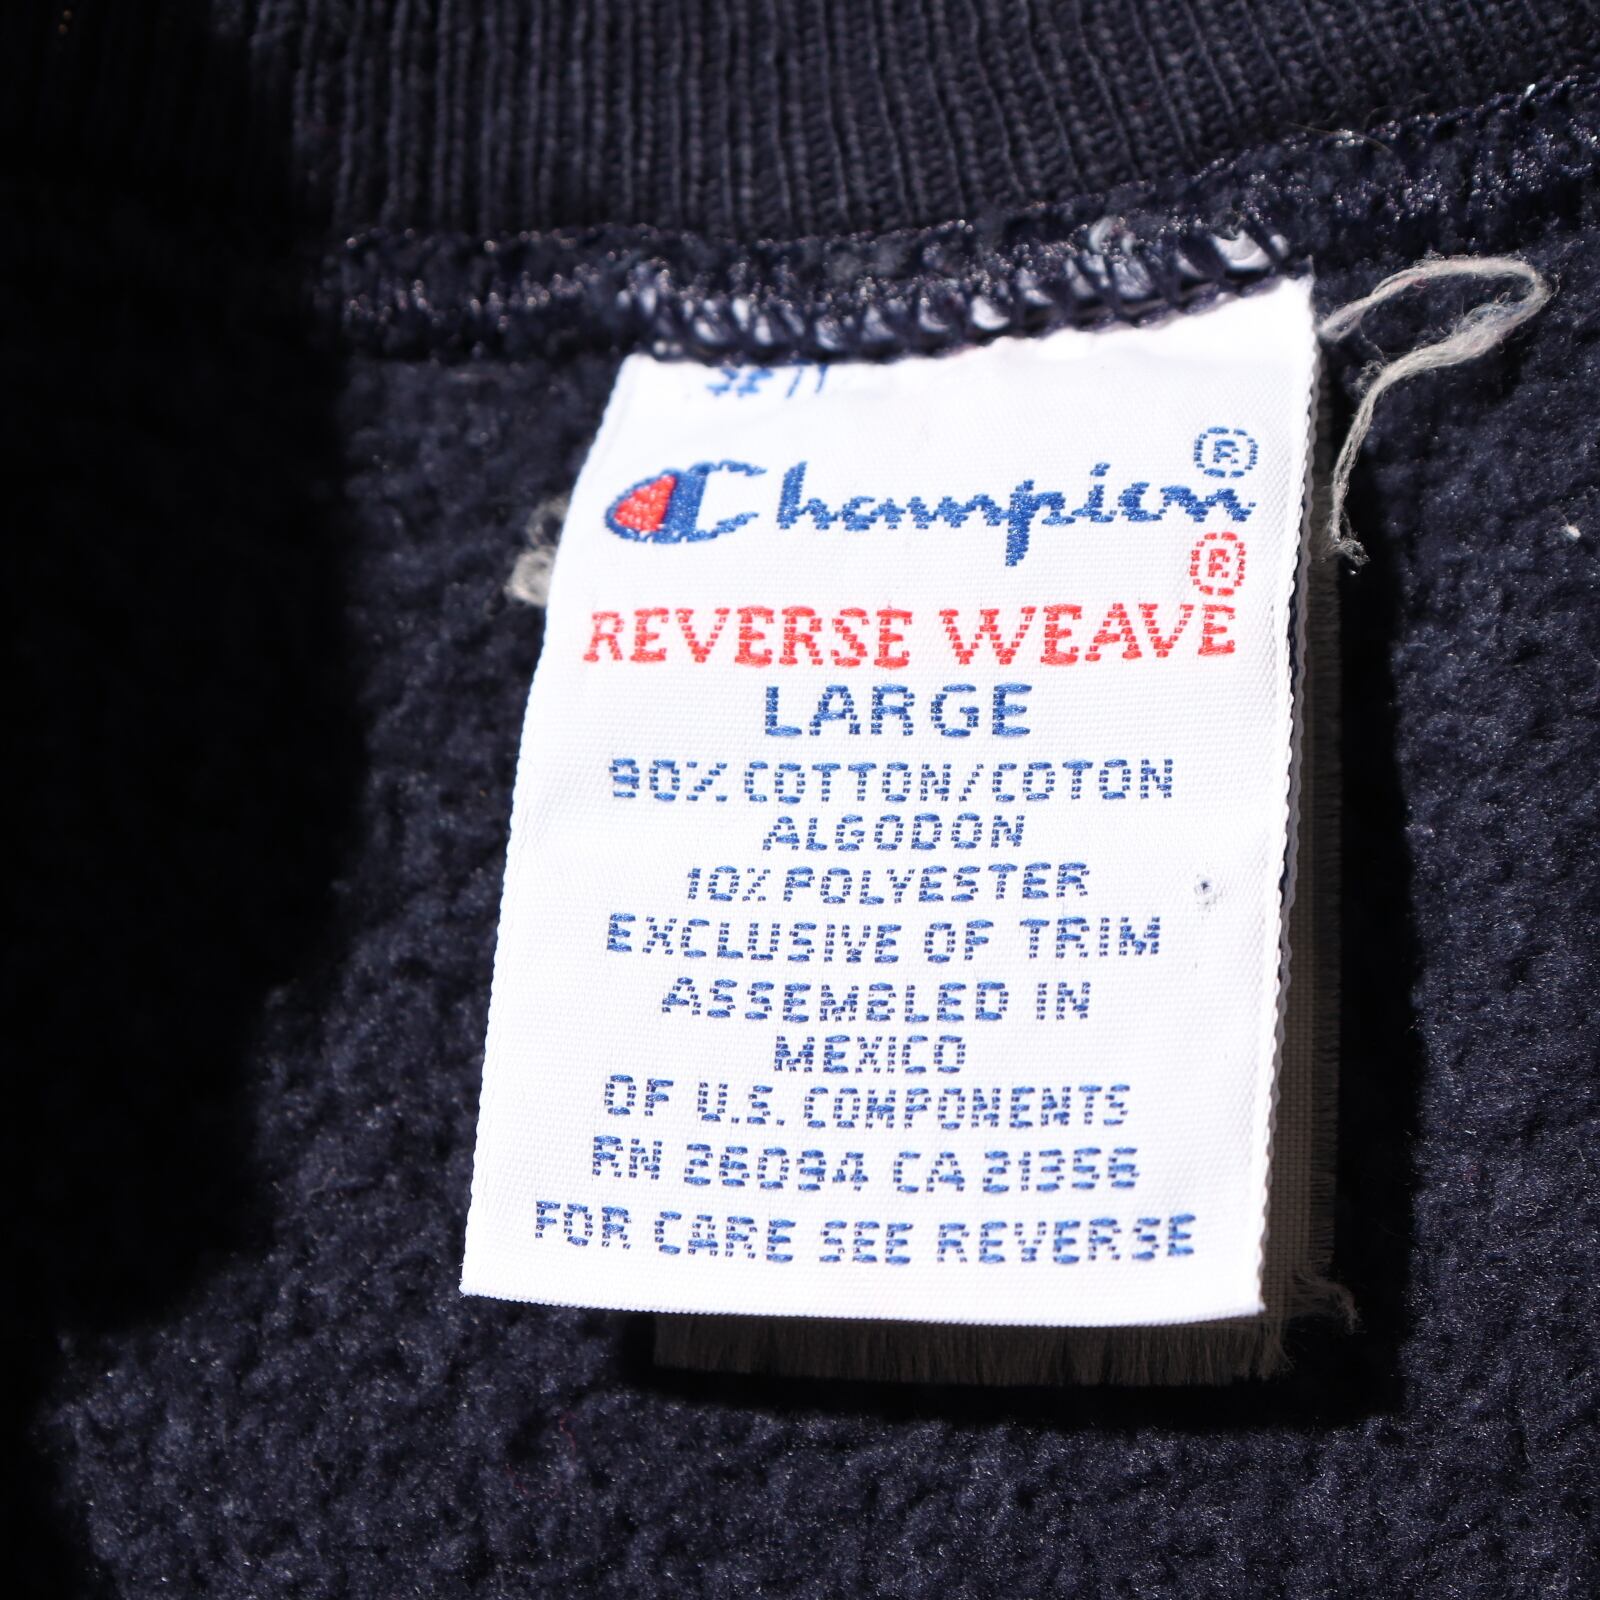 Champion®
®
REVERSE WEAVE
LARGE
90% COTTON/COTON
ALGODON
10% POLYESTER
EXCLUSIVE OF TRIM
ASSEMBLED IN
MEXICO
OF U.S. COMPONENTS
RN 26094 CA 21356
FOR CARE SEE REVERSE